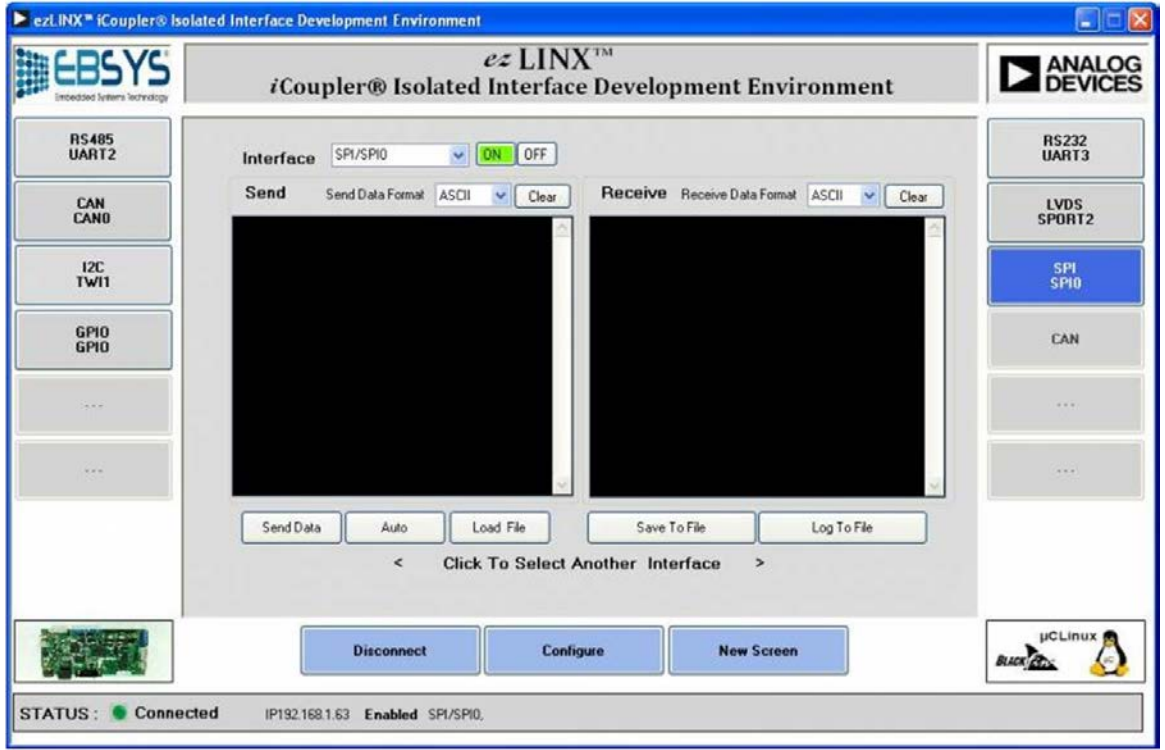 ezLINX™ iCoupler® Isolated Interface Development Environment
EBSYS
Embedded Systems Technology
ez LINX™
iCoupler® Isolated Interface Development Environment
ANALOG
DEVICES
RS485
UART2
CAN
CAN0
I2C
TWI1
GPIO
GPIO
...
...
Interface SPI/SPI0 ON OFF
Send Send Data Format ASCII Clear
Receive Receive Data Format ASCII Clear
Send Data Auto Load File
Save To File Log To File
< Click To Select Another Interface >
RS232
UART3
LVDS
SPORT2
SPI
SPI0
CAN
...
...
Disconnect Configure New Screen
µCLinux
BLACKfin
STATUS : Connected IP192.168.1.63 Enabled SPI/SPI0,